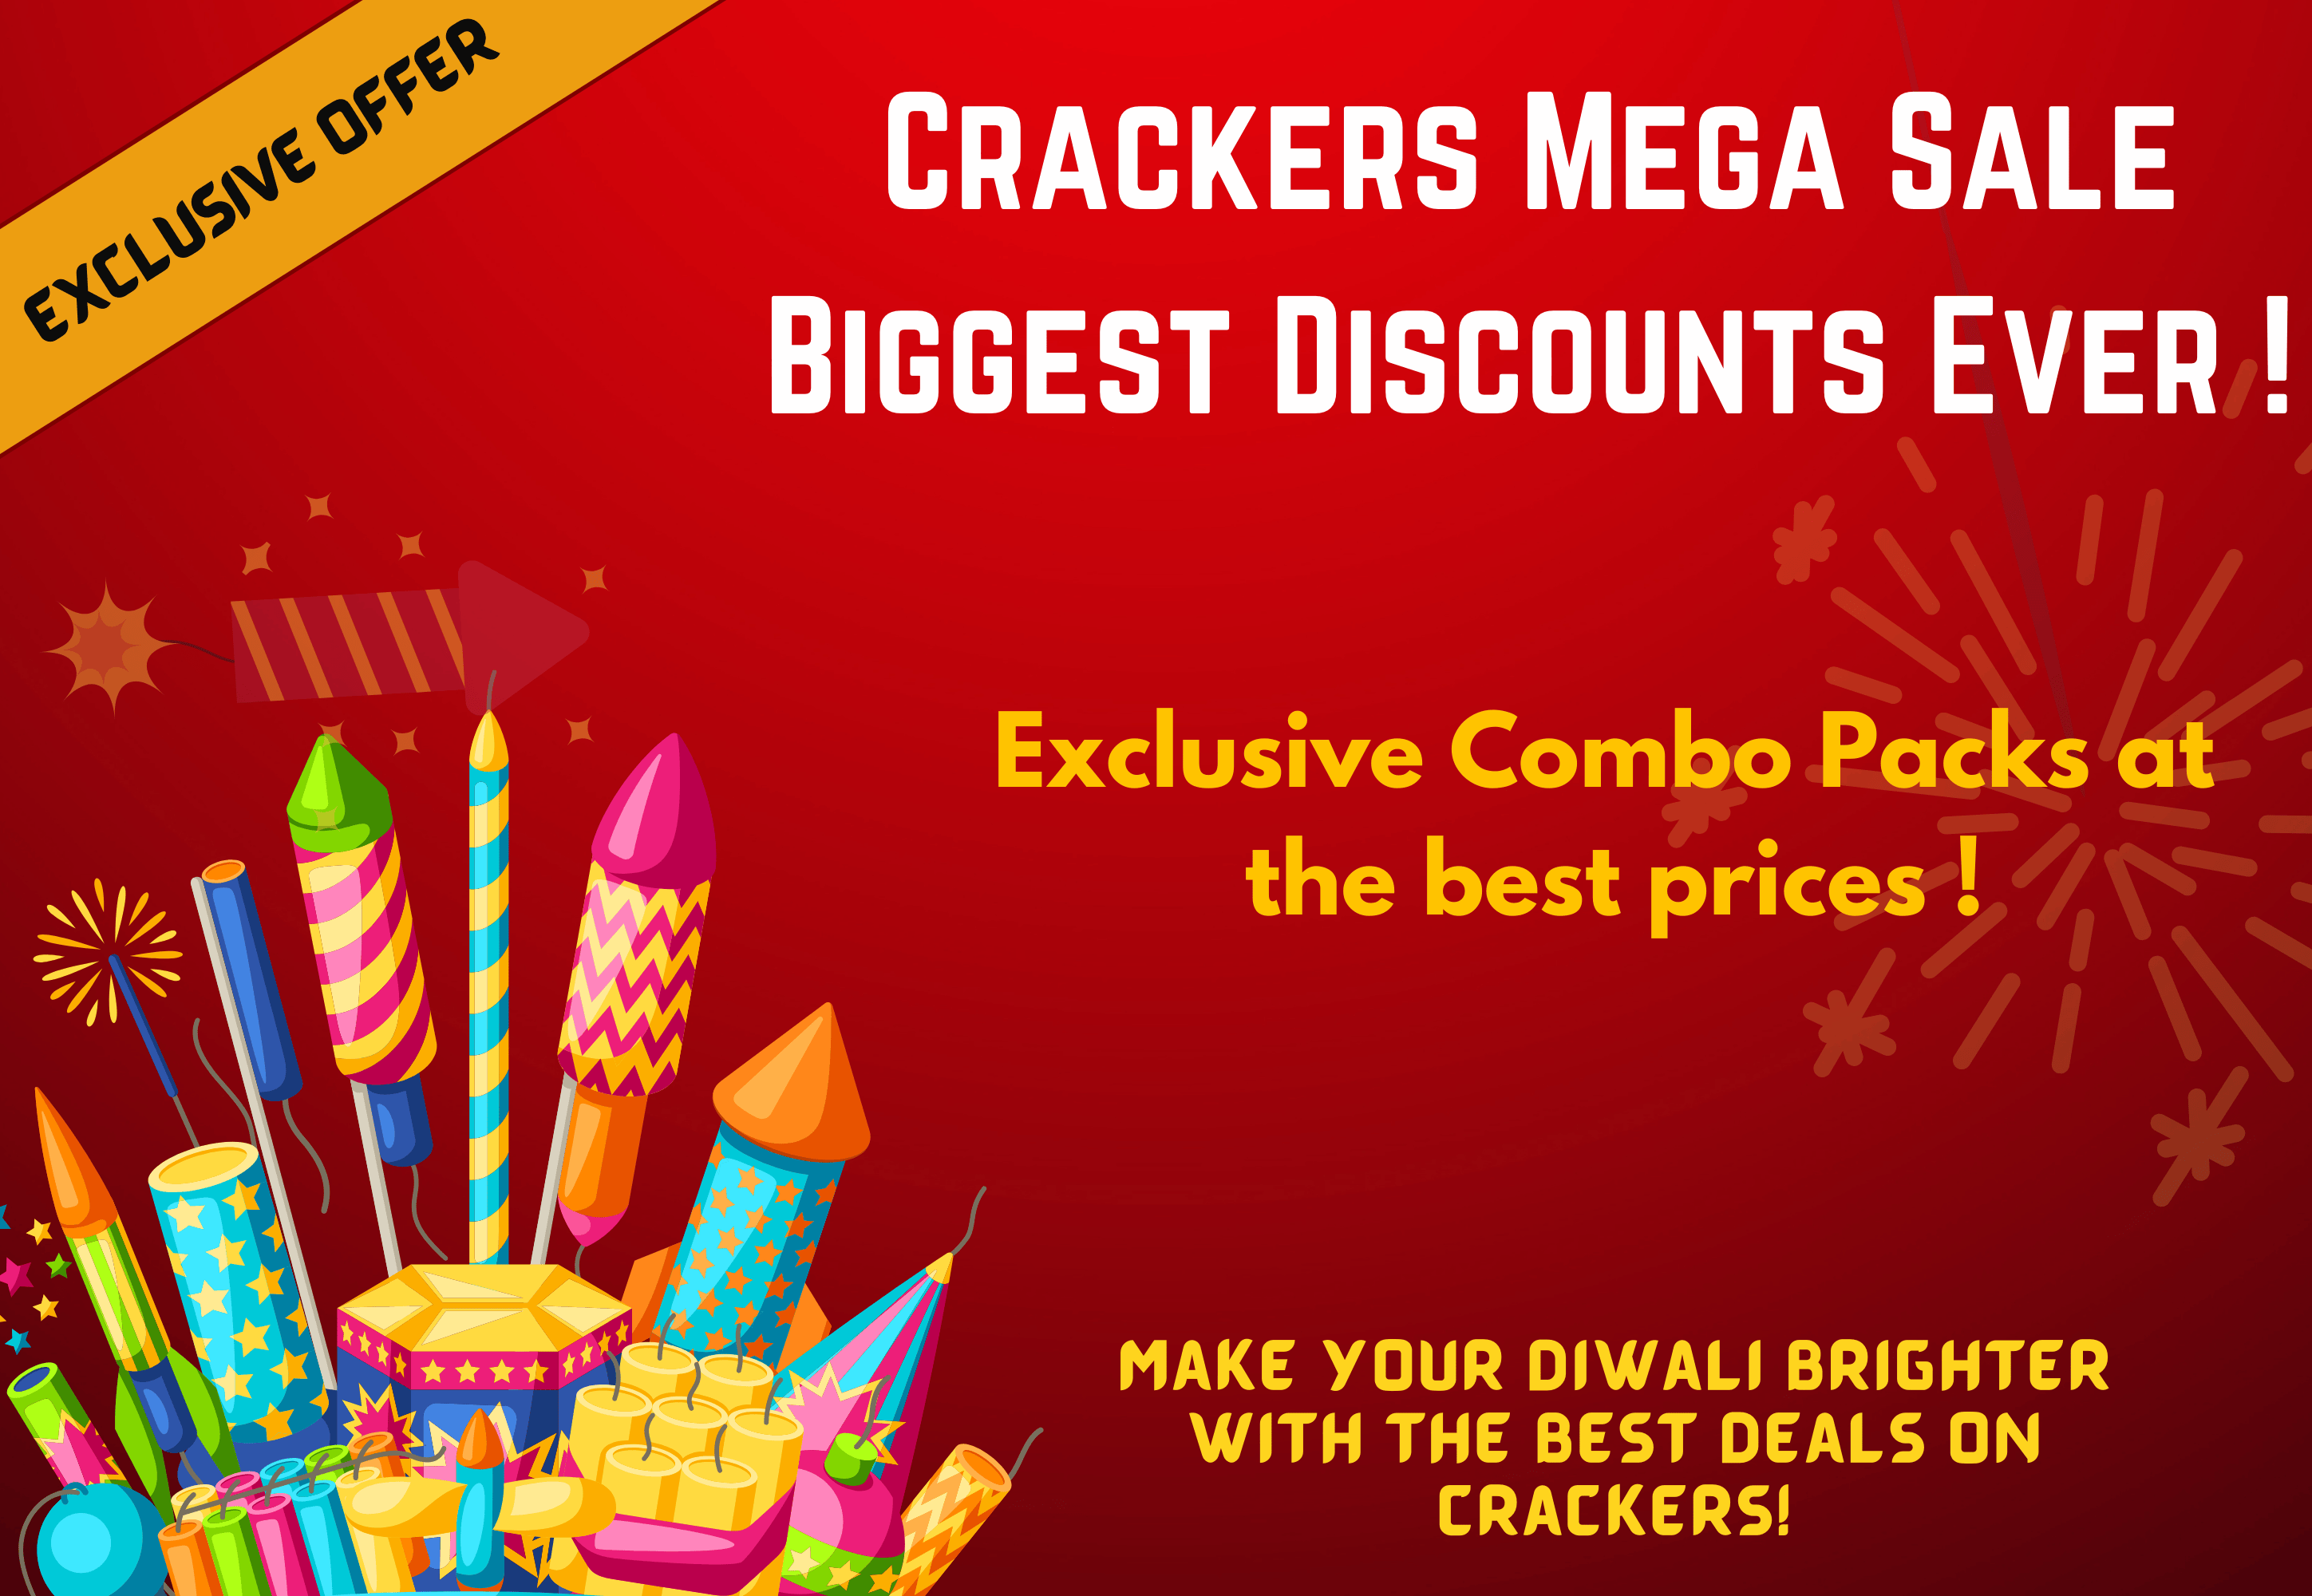 EXCLUSIVE OFFER
CRACKERS MEGA SALE
BIGGEST DISCOUNTS EVER !
Exclusive Combo Packs at
the best prices !
MAKE YOUR DIWALI BRIGHTER
WITH THE BEST DEALS ON
CRACKERS!